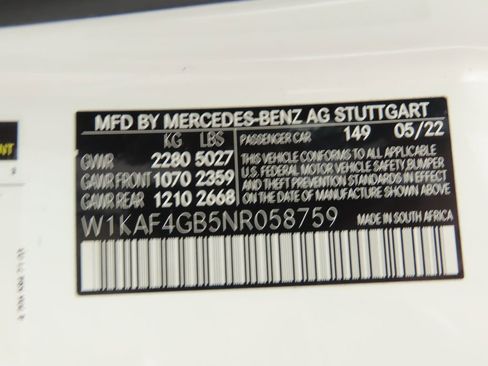 MFD BY MERCEDES-BENZ AG STUTTGART
KG LBS
GVWR 2280 5027
GAWR FRONT 1070 2359
GAWR REAR 1210 2668
PASSENGER CAR 149 05/22
THIS VEHICLE CONFORMS TO ALL APPLICABLE
U.S. FEDERAL MOTOR VEHICLE SAFETY, BUMPER
AND THEFT PREVENTION STANDARDS IN EFFECT
ON THE DATE OF MANUFACTURE SHOWN ABOVE
W1KAF4GB5NR058759
MADE IN SOUTH AFRICA